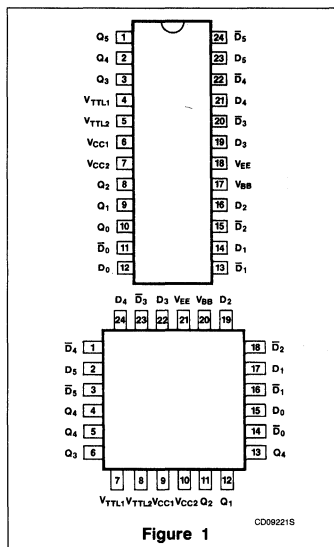 Q5 1 24 D̅5
Q4 2 23 D5
Q3 3 22 D̅4
VTTL1 4 21 D4
VTTL2 5 20 D̅3
VCC1 6 19 D3
VCC2 7 18 VEE
Q2 8 17 VBB
Q1 9 16 D2
Q0 10 15 D̅2
D̅0 11 14 D1
D0 12 13 D̅1
D4 D̅3 D3 VEE VBB D2
24 23 22 21 20 19
D̅4 1 18 D̅2
D5 2 17 D1
D̅5 3 16 D̅1
Q4 4 15 D0
Q4 5 14 D̅0
Q3 6 13 Q4
7 8 9 10 11 12
VTTL1 VTTL2 VCC1 VCC2 Q2 Q1
CD09221S
Figure 1